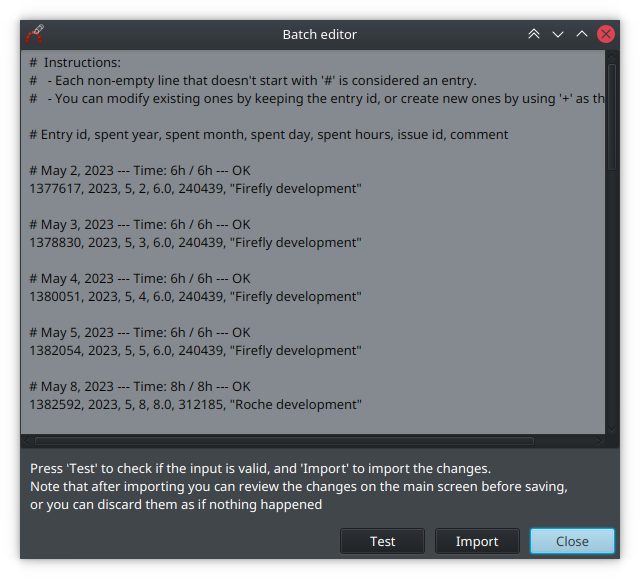 Batch editor
#  Instructions:
#   - Each non-empty line that doesn't start with '#' is considered an entry.
#   - You can modify existing ones by keeping the entry id, or create new ones by using '+' as th
# Entry id, spent year, spent month, spent day, spent hours, issue id, comment
# May 2, 2023 --- Time: 6h / 6h --- OK
1377617, 2023, 5, 2, 6.0, 240439, "Firefly development"
# May 3, 2023 --- Time: 6h / 6h --- OK
1378830, 2023, 5, 3, 6.0, 240439, "Firefly development"
# May 4, 2023 --- Time: 6h / 6h --- OK
1380051, 2023, 5, 4, 6.0, 240439, "Firefly development"
# May 5, 2023 --- Time: 6h / 6h --- OK
1382054, 2023, 5, 5, 6.0, 240439, "Firefly development"
# May 8, 2023 --- Time: 8h / 8h --- OK
1382592, 2023, 5, 8, 8.0, 312185, "Roche development"
Press 'Test' to check if the input is valid, and 'Import' to import the changes.
Note that after importing you can review the changes on the main screen before saving,
or you can discard them as if nothing happened
Test Import Close